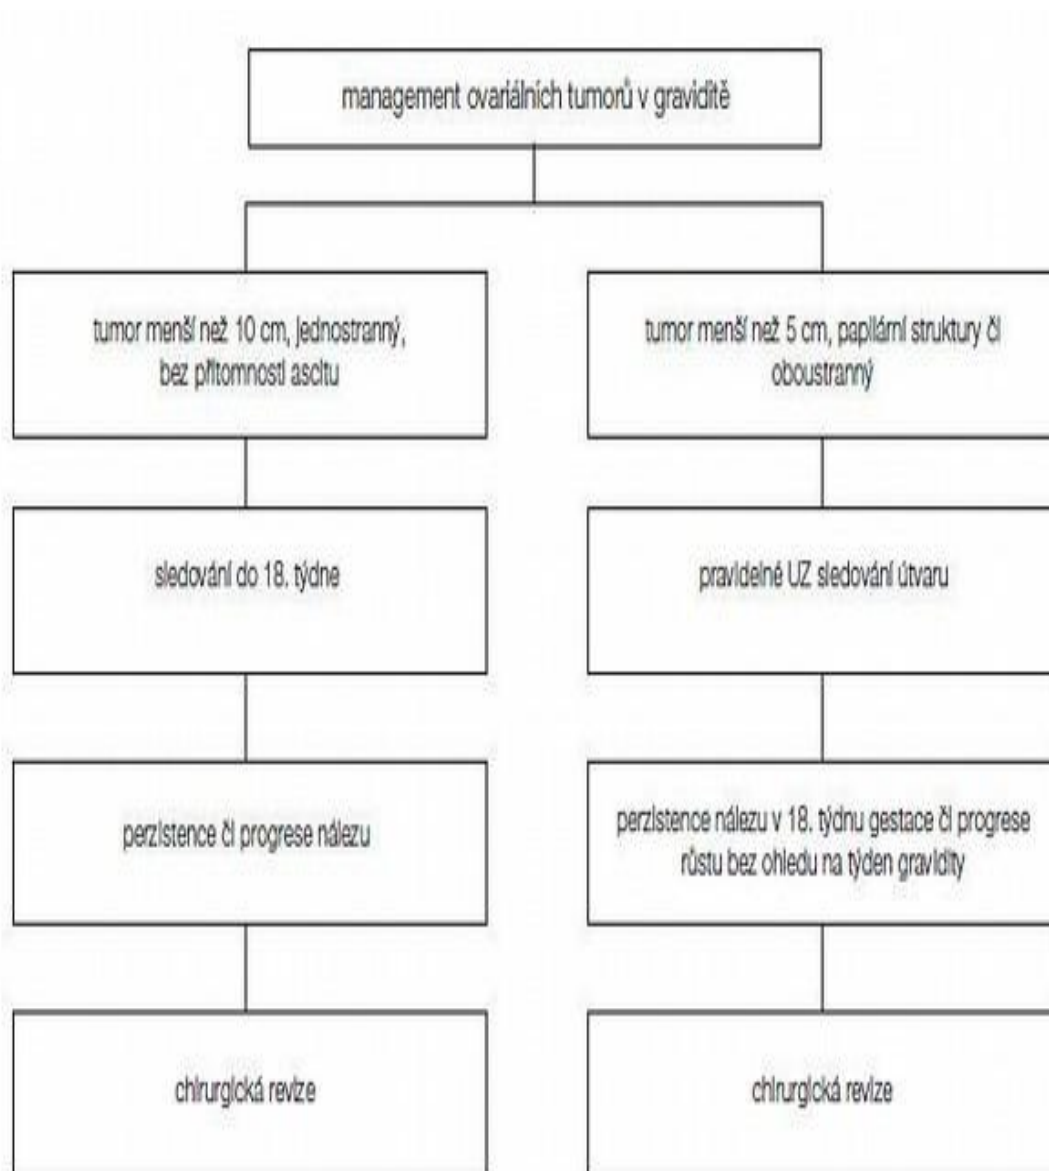 management ovariálních tumorů v graviditě
tumor menší než 10 cm, jednostranný,
bez přítomnosti ascitu
tumor menší než 5 cm, papilární struktury či
oboustranný
sledování do 18. týdne
pravidelné UZ sledování útvaru
perzistence či progrese nálezu
perzistence nálezu v 18. týdnu gestace či progrese
růstu bez ohledu na týden gravidity
chirurgická revize
chirurgická revize